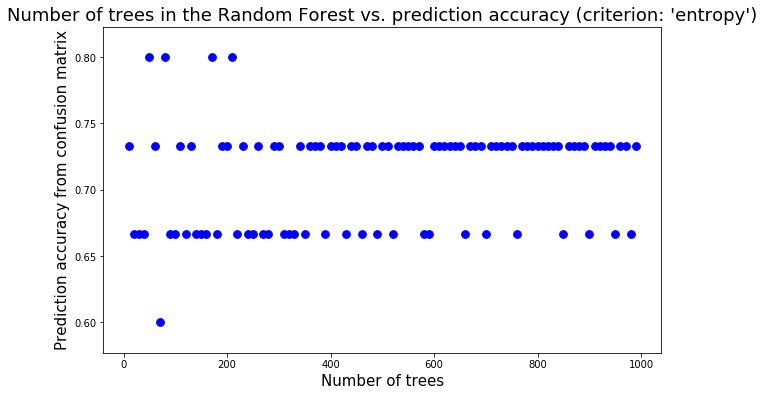 Number of trees in the Random Forest vs. prediction accuracy (criterion: 'entropy')
Prediction accuracy from confusion matrix
0.80
0.75
0.70
0.65
0.60
0 200 400 600 800 1000
Number of trees